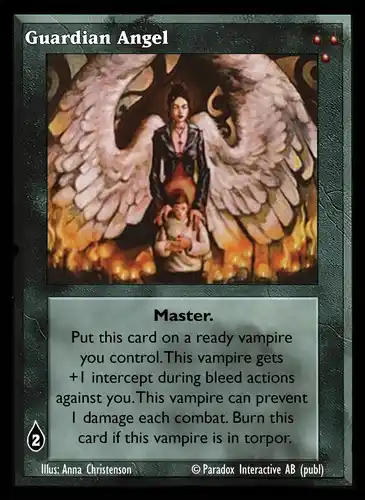 Guardian Angel
Master.
Put this card on a ready vampire
you control. This vampire gets
+1 intercept during bleed actions
against you. This vampire can prevent
1 damage each combat. Burn this
card if this vampire is in torpor.
2
Illus: Anna Christenson
© Paradox Interactive AB (publ)